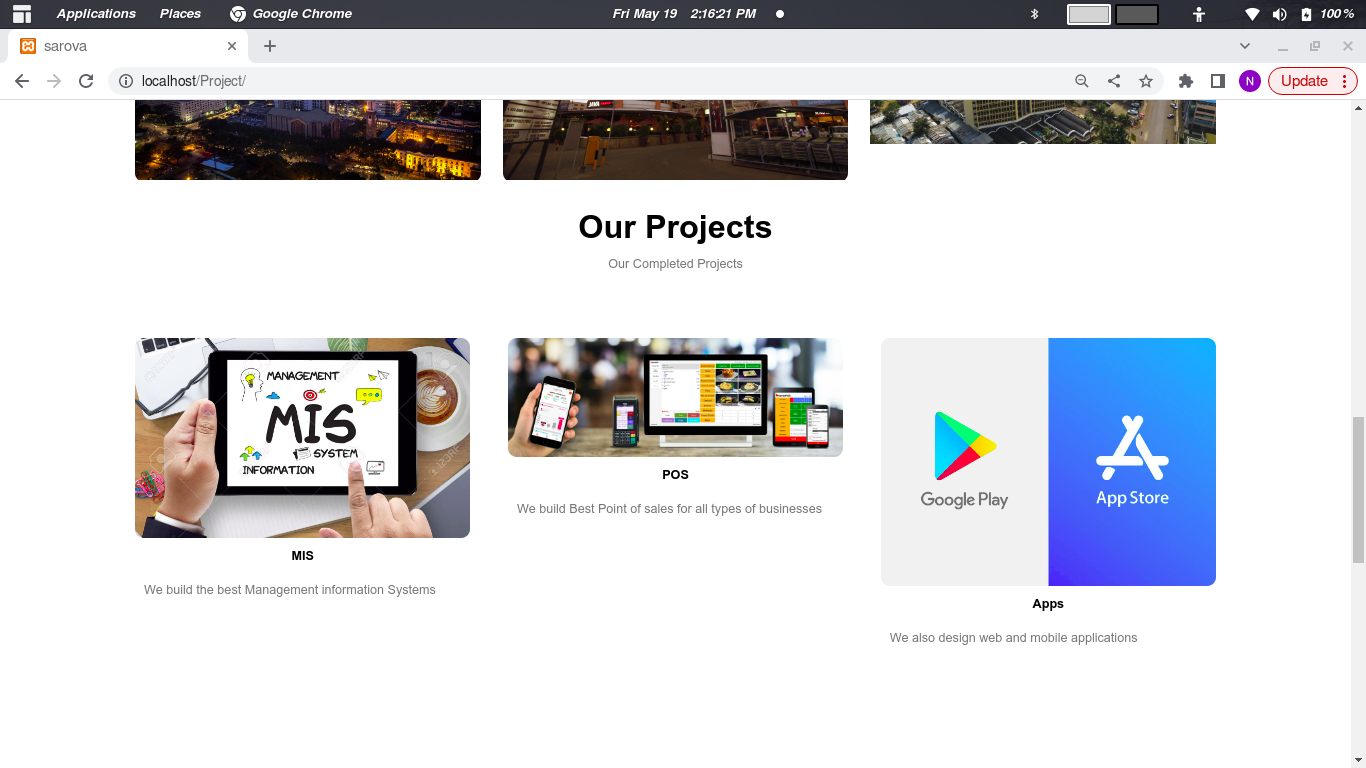 Applications Places Google Chrome Fri May 19 2:16:21 PM 100 %
sarova
localhost/Project/ N Update
JAVA
Our Projects
Our Completed Projects
MANAGEMENT
MIS
SYSTEM
INFORMATION
Google Play
App Store
POS
We build Best Point of sales for all types of businesses
MIS
We build the best Management information Systems
Apps
We also design web and mobile applications